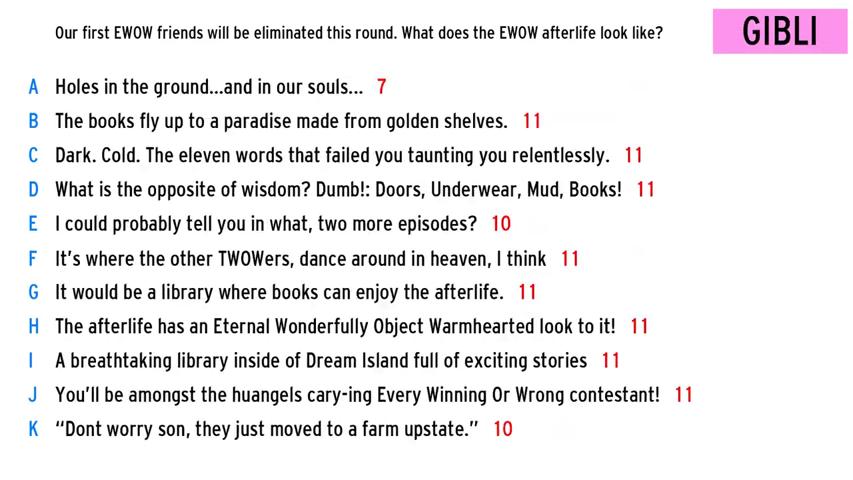 Our first EWOW friends will be eliminated this round. What does the EWOW afterlife look like?
GIBLI
A Holes in the ground...and in our souls... 7
B The books fly up to a paradise made from golden shelves. 11
C Dark. Cold. The eleven words that failed you taunting you relentlessly. 11
D What is the opposite of wisdom? Dumb!: Doors, Underwear, Mud, Books! 11
E I could probably tell you in what, two more episodes? 10
F It's where the other TWOWers, dance around in heaven, I think 11
G It would be a library where books can enjoy the afterlife. 11
H The afterlife has an Eternal Wonderfully Object Warmhearted look to it! 11
I A breathtaking library inside of Dream Island full of exciting stories 11
J You'll be amongst the huangels cary-ing Every Winning Or Wrong contestant! 11
K “Dont worry son, they just moved to a farm upstate.” 10